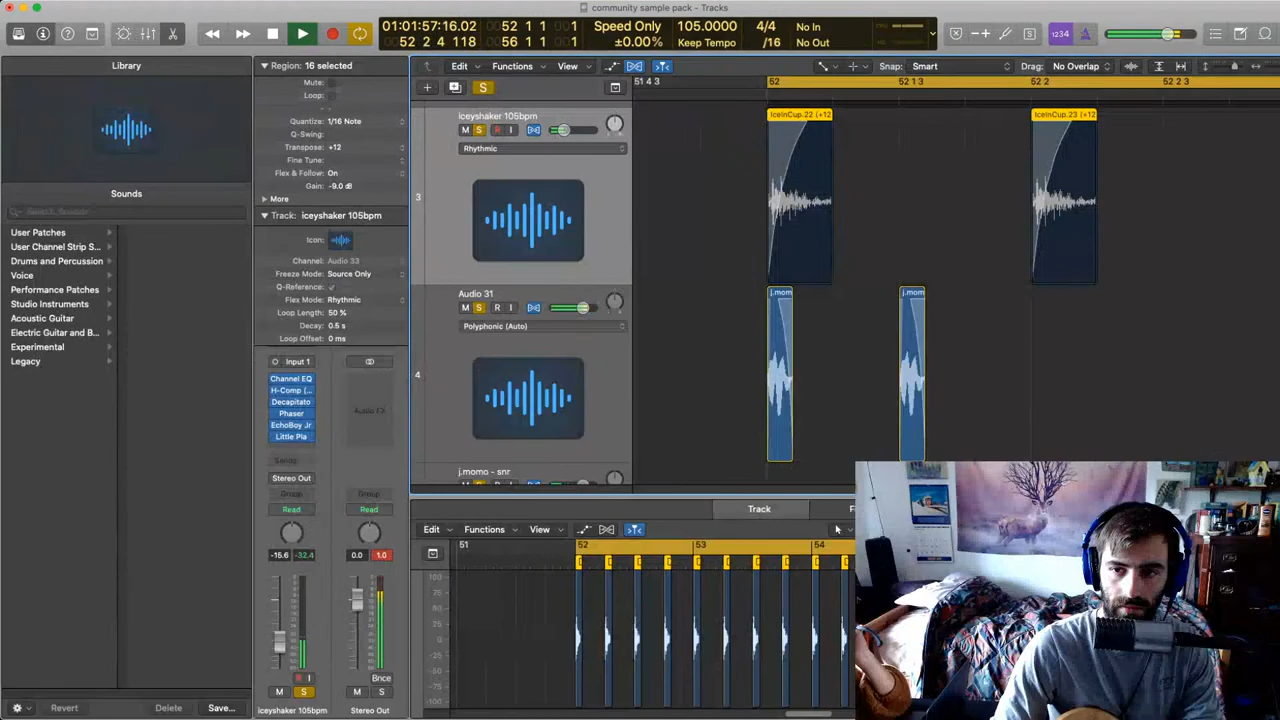 community sample pack - Tracks
01:01:57:16.02
52 1 1
52 2 4 118
56 1 1
Speed Only
±0.00%
105.0000
Keep Tempo
4/4
/16
No In
No Out
1234
Library
Sounds
User Patches
User Channel Strip S...
Drums and Percussion
Voice
Performance Patches
Studio Instruments
Acoustic Guitar
Electric Guitar and B...
Experimental
Legacy
Revert
Delete
Save...
Region: 16 selected
Mute:
Loop:
Quantize: 1/16 Note
Q-Swing:
Transpose: +12
Fine Tune:
Flex & Follow: On
Gain: -9.0 dB
More
Track: iceyshaker 105bpm
Icon:
Channel: Audio 33
Freeze Mode: Source Only
Q-Reference:
Flex Mode: Rhythmic
Loop Length: 50 %
Decay: 0.5 s
Loop Offset: 0 ms
Input 1
Channel EQ
H-Comp (...
Decapitato
Phaser
EchoBoy Jr
Little Pla
Audio FX
Sends
Stereo Out
Group Group
Read Read
-15.6 -32.4 0.0 1.0
R I Bnce
M S M S
iceyshaker 105bpm Stereo Out
Edit Functions View Snap: Smart Drag: No Overlap
S
51 4 3 52 52 1 3 52 2 52 2 3
iceyshaker 105bpm
M S R I
Rhythmic
3
IceInCup.22 (+12
IceInCup.23 (+12
Audio 31
M S R I
Polyphonic (Auto)
4
j.mom
j.mom
j.momo - snr
Track
Edit Functions View
51 52 53 54
100
75
50
25
0
-25
-50
-75
-100